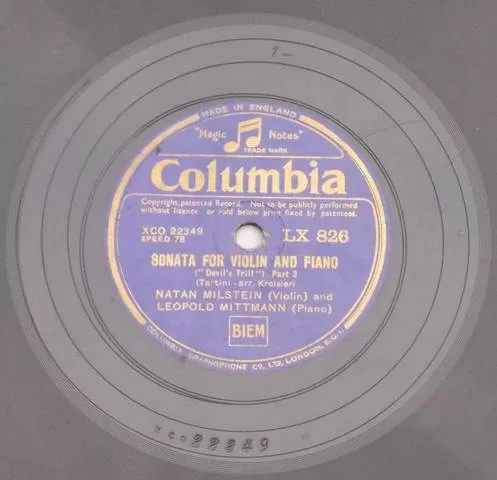 1-
MADE IN ENGLAND
"Magic Notes"
TRADE MARK
Columbia
Copyright, patented Record. Not to be publicly performed
without licence or sold below price fixed by patentees.
XCO 22349
SPEED 78
LX 826
SONATA FOR VIOLIN AND PIANO
("Devil's Trill") Part 3
(Tartini - arr. Kreisler)
NATAN MILSTEIN (Violin) and
LEOPOLD MITTMANN (Piano)
BIEM
COLUMBIA GRAPHOPHONE CO. LTD. LONDON, E.C.1.
XCO22349